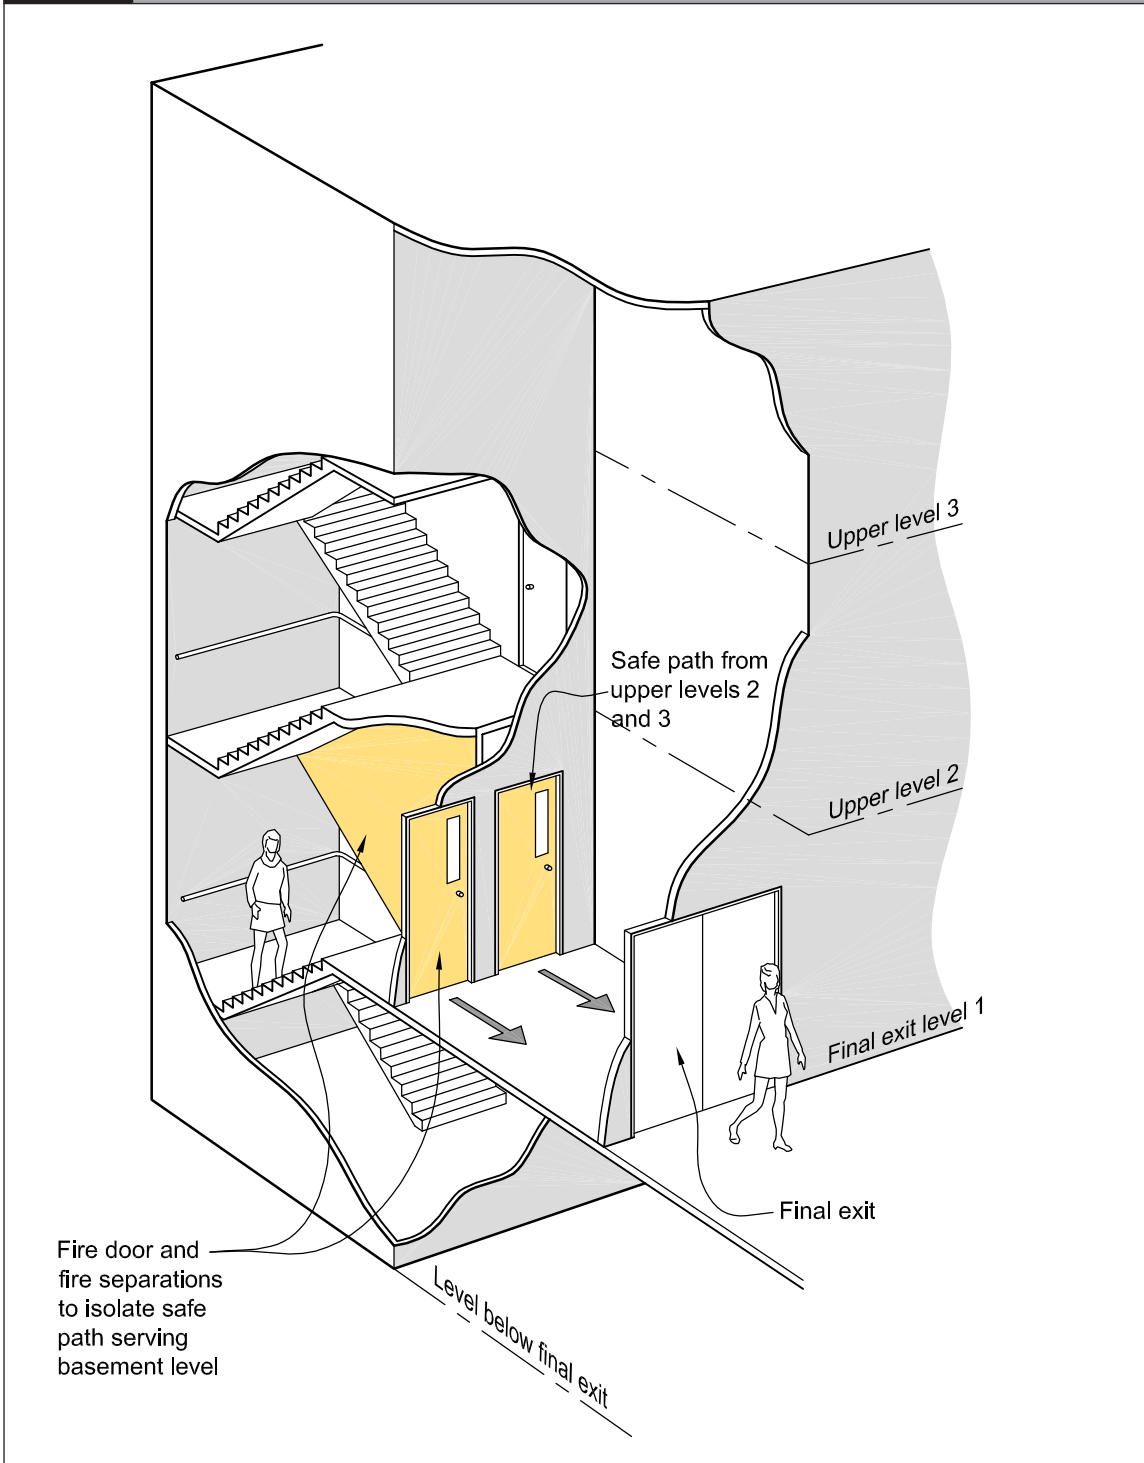 Upper level 3
Safe path from
upper levels 2
and 3
Upper level 2
Final exit level 1
Final exit
Fire door and
fire separations
to isolate safe
path serving
basement level
Level below final exit